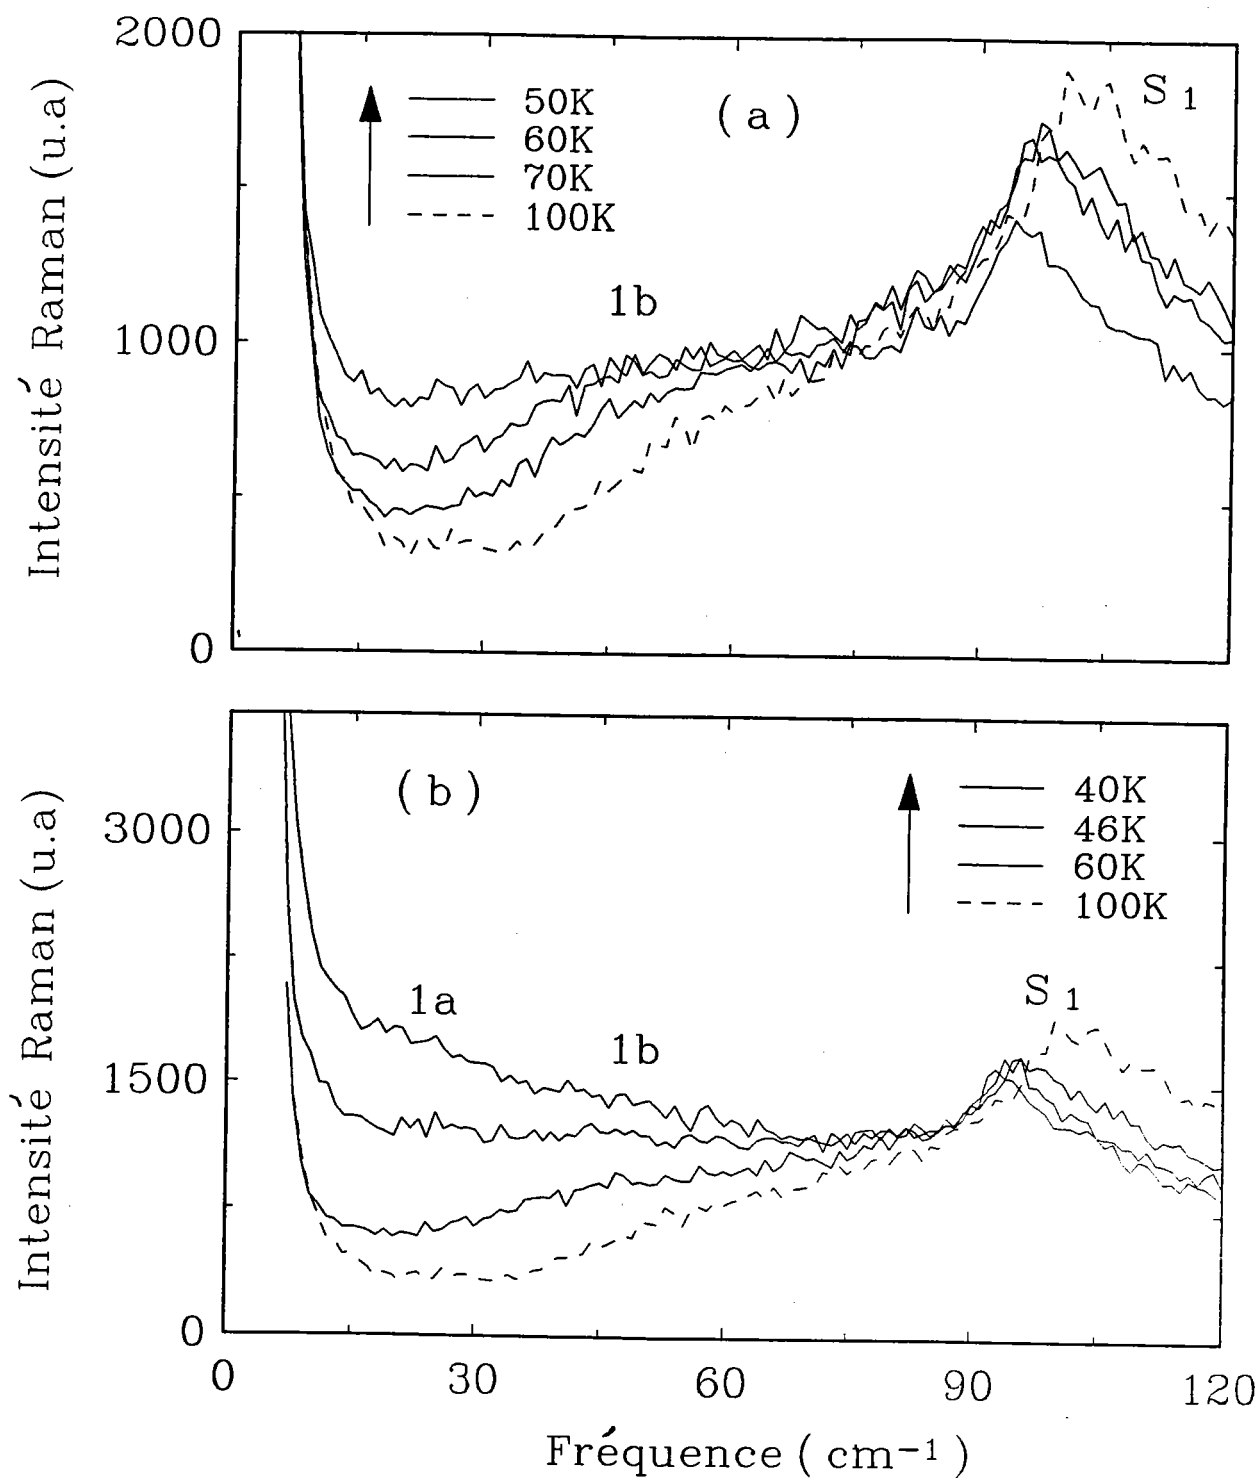 2000
1000
0
Intensité Raman (u.a)
50K
60K
70K
100K
(a)
1b
S 1
3000
1500
0
Intensité Raman (u.a)
(b)
40K
46K
60K
100K
1a
1b
S 1
0 30 60 90 120
Fréquence ( cm⁻¹ )